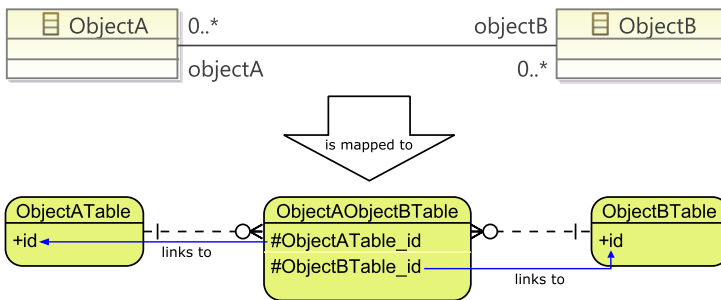 ObjectA
0..*
objectB
ObjectB
objectA
0..*
is mapped to
ObjectATable
ObjectAObjectBTable
ObjectBTable
+id
#ObjectATable_id
+id
links to
#ObjectBTable_id
links to